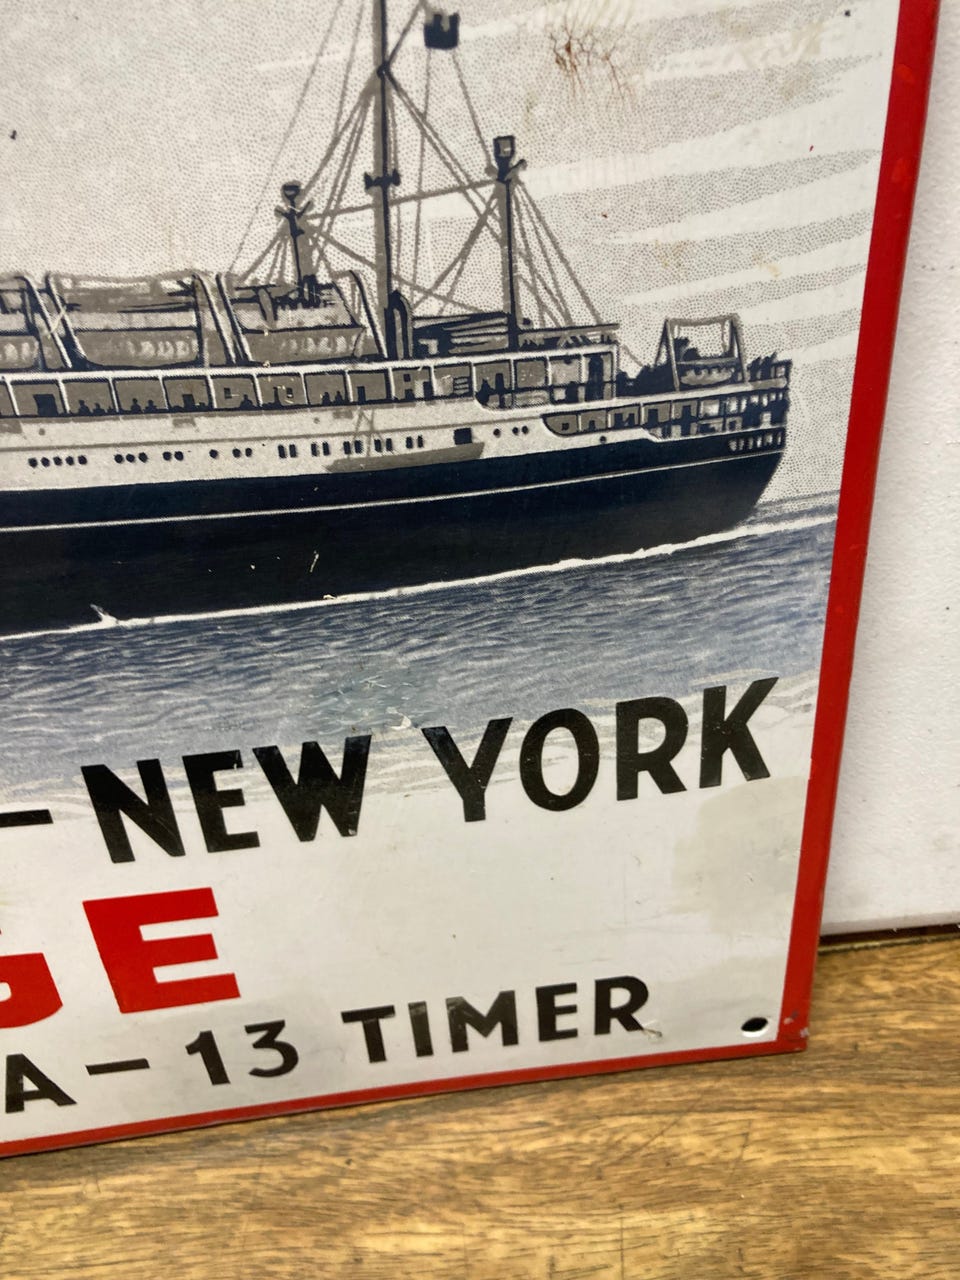 – NEW YORK
GE
A – 13 TIMER